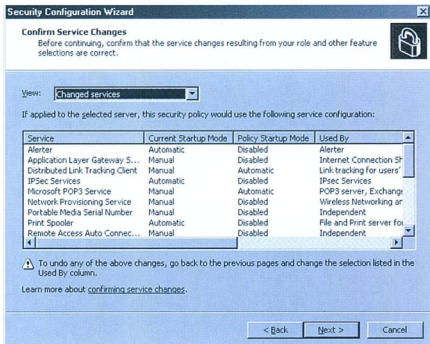 Security Configuration Wizard
Confirm Service Changes
Before continuing, confirm that the service changes resulting from your role and other feature
selections are correct.
View: Changed services
If applied to the selected server, this security policy would use the following service configuration:
Service Current Startup Mode Policy Startup Mode Used By
Alerter Automatic Disabled Alerter
Application Layer Gateway S... Manual Disabled Internet Connection Sh
Distributed Link Tracking Client Manual Automatic Link tracking for users'
IPSec Services Automatic Disabled IPsec Services
Microsoft POP3 Service Manual Automatic POP3 server, Exchange
Network Provisioning Service Manual Disabled Wireless Networking ar
Portable Media Serial Number Manual Disabled Independent
Print Spooler Automatic Disabled File and Print server for
Remote Access Auto Connec... Manual Disabled Independent
To undo any of the above changes, go back to the previous pages and change the selection listed in the
Used By column.
Learn more about confirming service changes.
< Back Next > Cancel